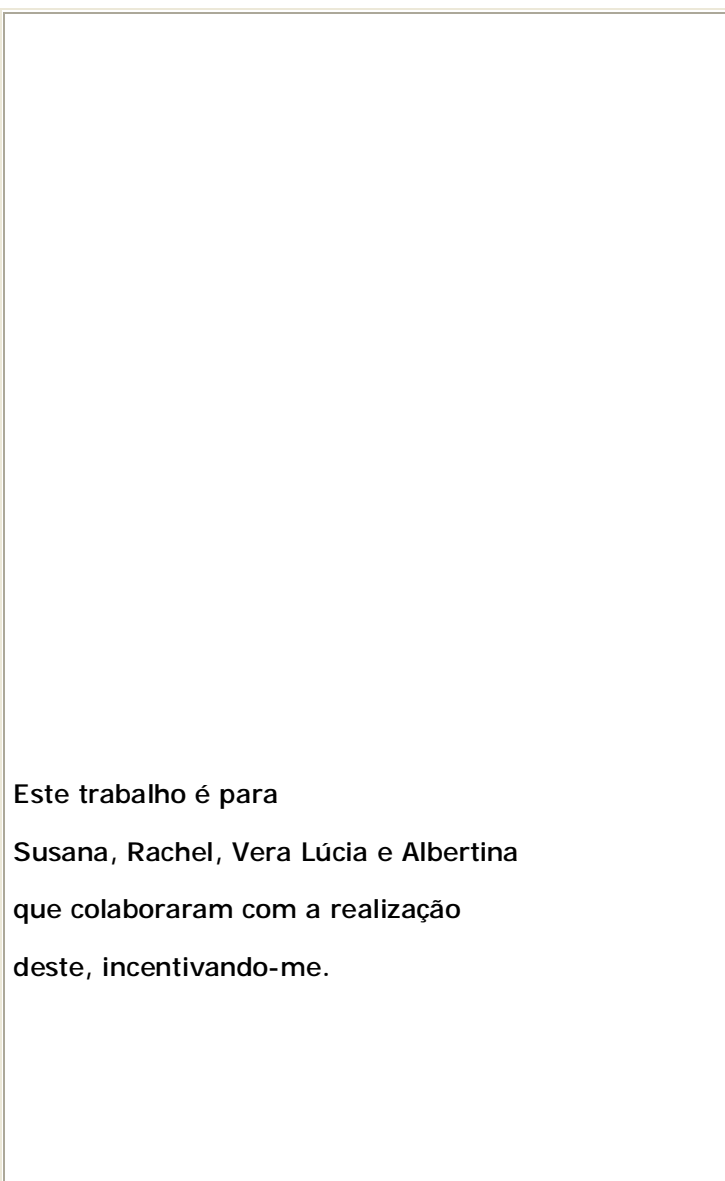 Este trabalho é para
Susana, Rachel, Vera Lúcia e Albertina
que colaboraram com a realização
deste, incentivando-me.